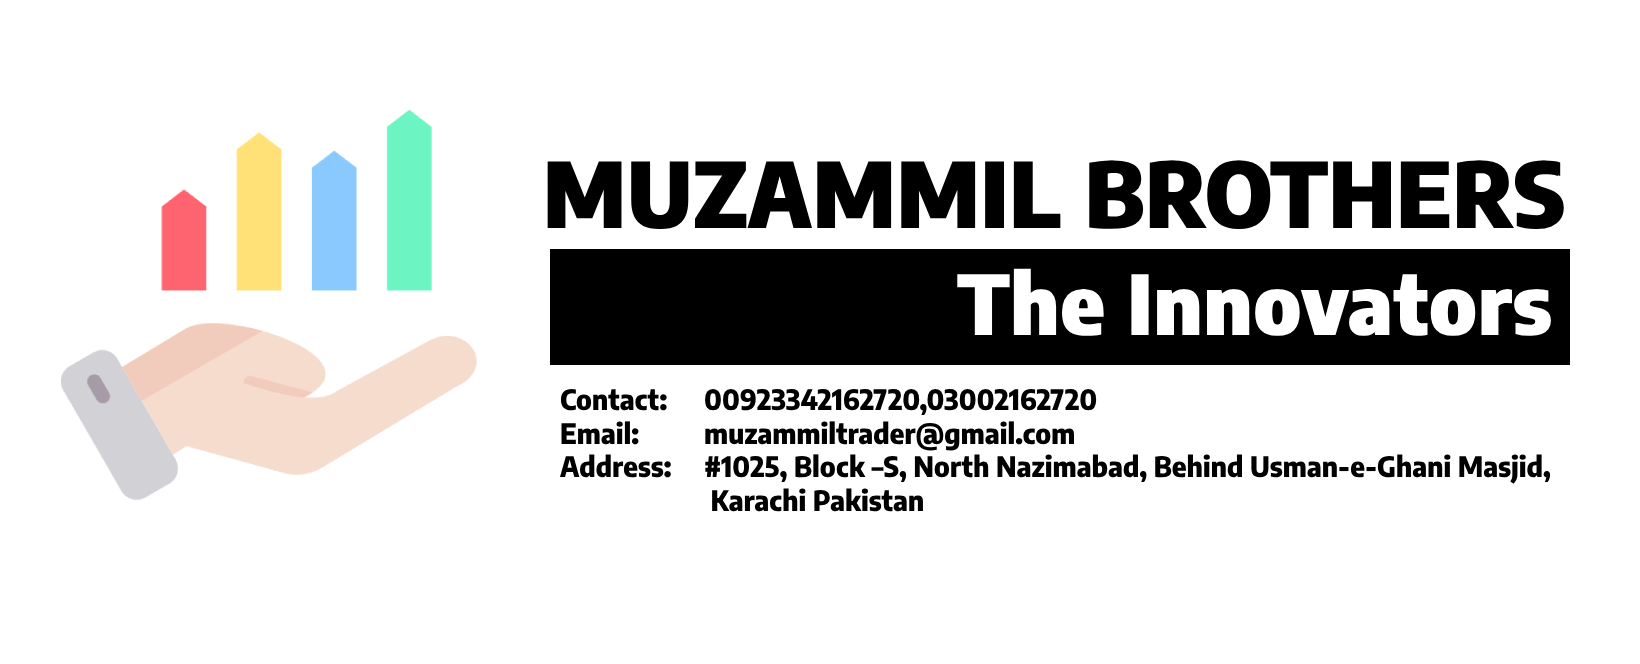 MUZAMMIL BROTHERS
The Innovators
Contact: 00923342162720,03002162720
Email: muzammiltrader@gmail.com
Address: #1025, Block –S, North Nazimabad, Behind Usman-e-Ghani Masjid,
Karachi Pakistan